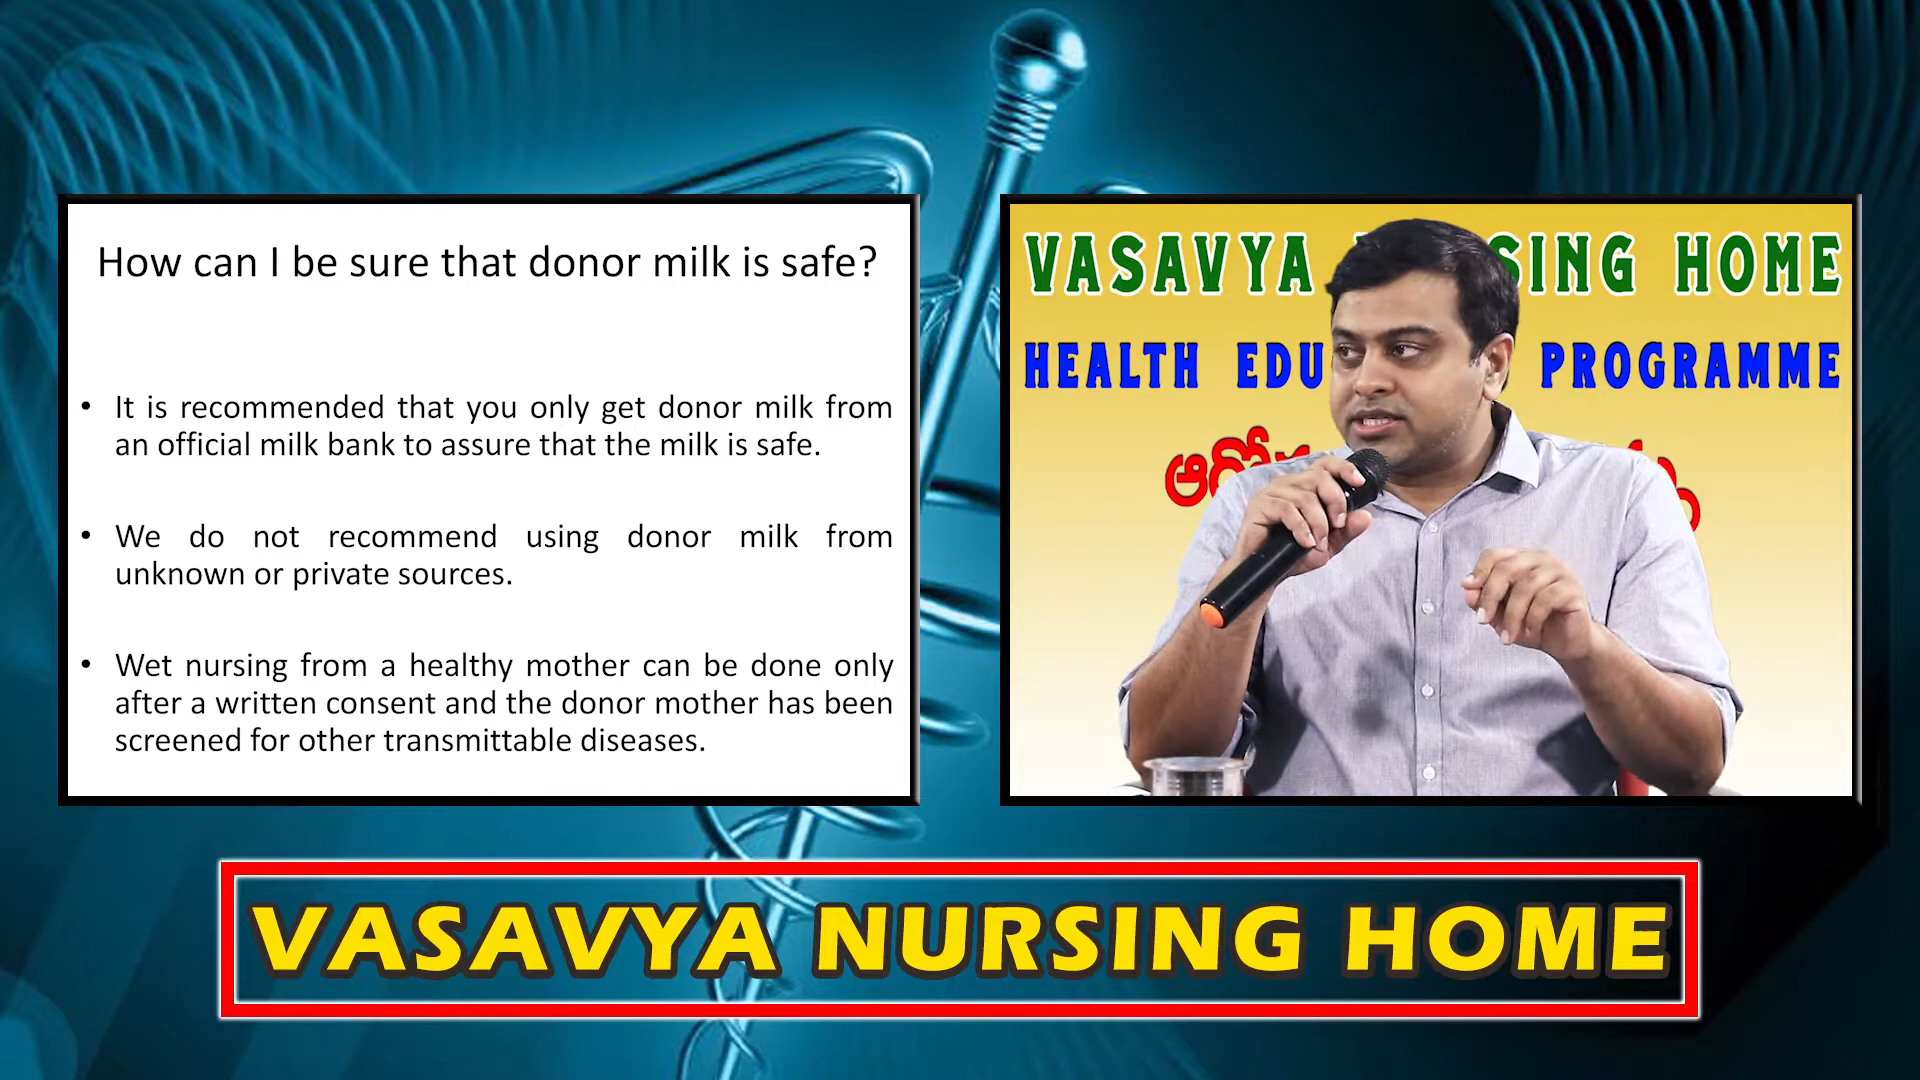 How can I be sure that donor milk is safe?
• It is recommended that you only get donor milk from
an official milk bank to assure that the milk is safe.
• We do not recommend using donor milk from
unknown or private sources.
• Wet nursing from a healthy mother can be done only
after a written consent and the donor mother has been
screened for other transmittable diseases.
VASAVYA HOME
HEALTH PROGRAMME
VASAVYA NURSING HOME